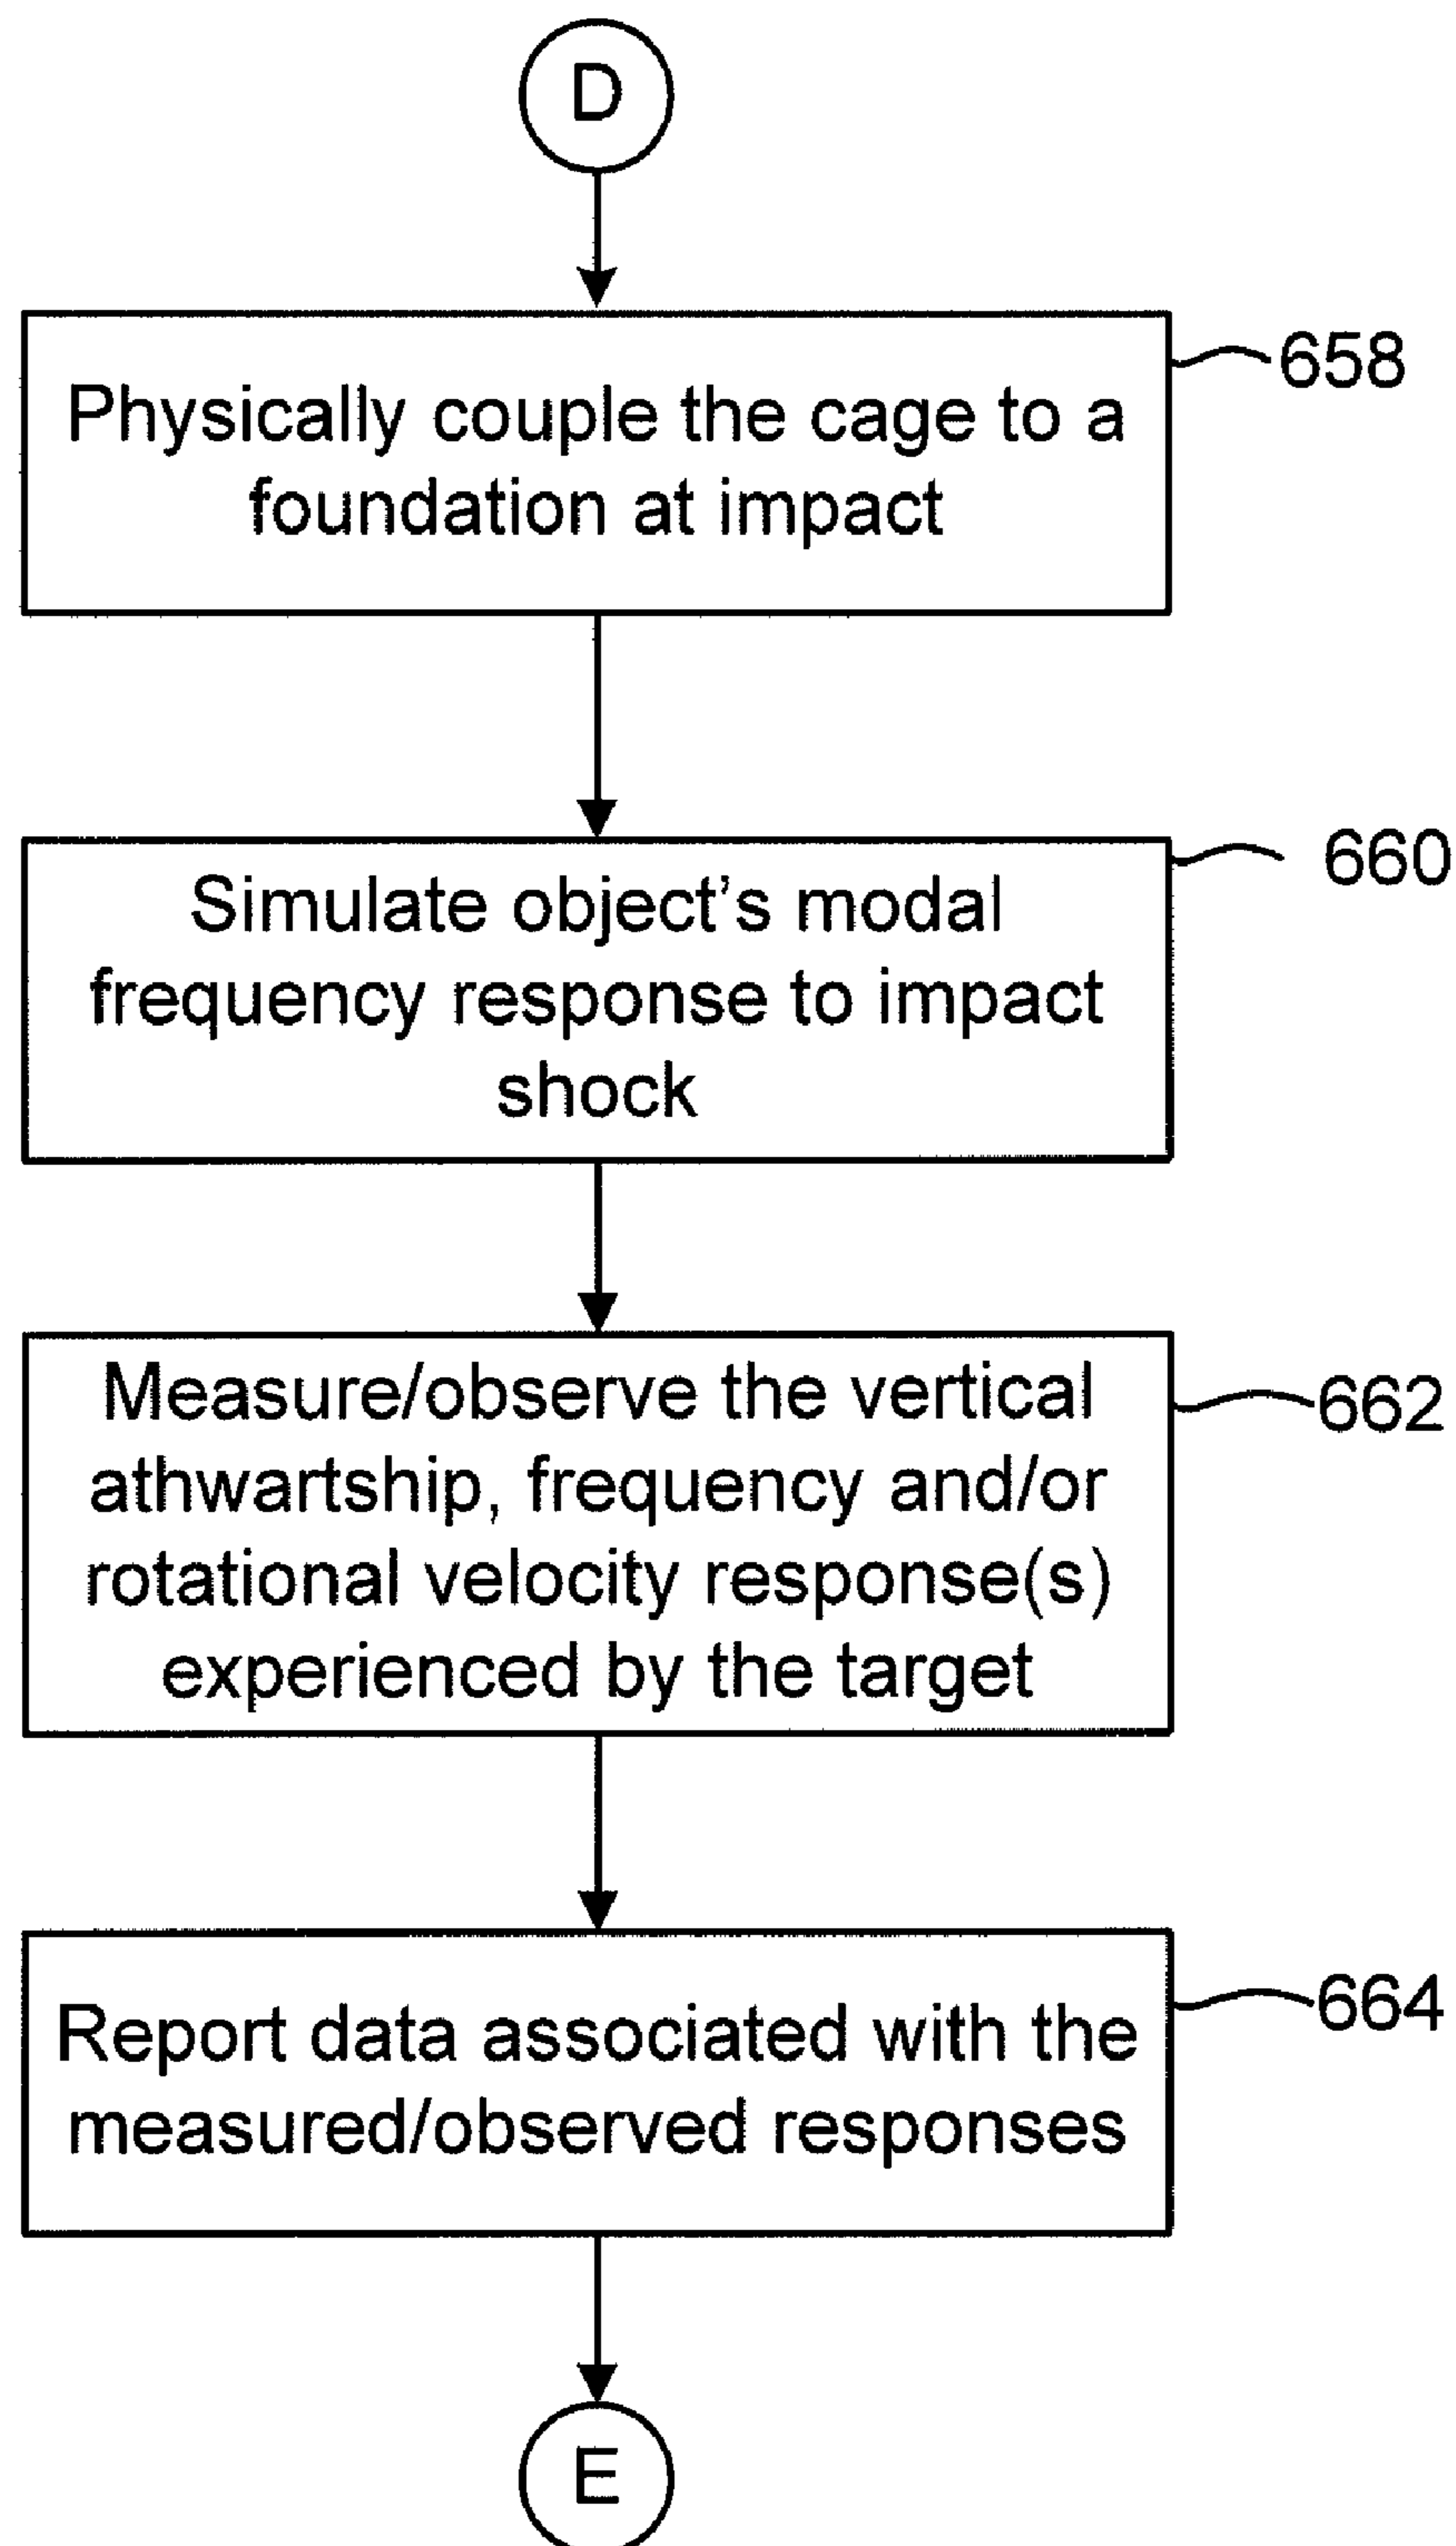 D
Physically couple the cage to a
foundation at impact
658
Simulate object’s modal
frequency response to impact
shock
660
Measure/observe the vertical
athwartship, frequency and/or
rotational velocity response(s)
experienced by the target
662
Report data associated with the
measured/observed responses
664
E